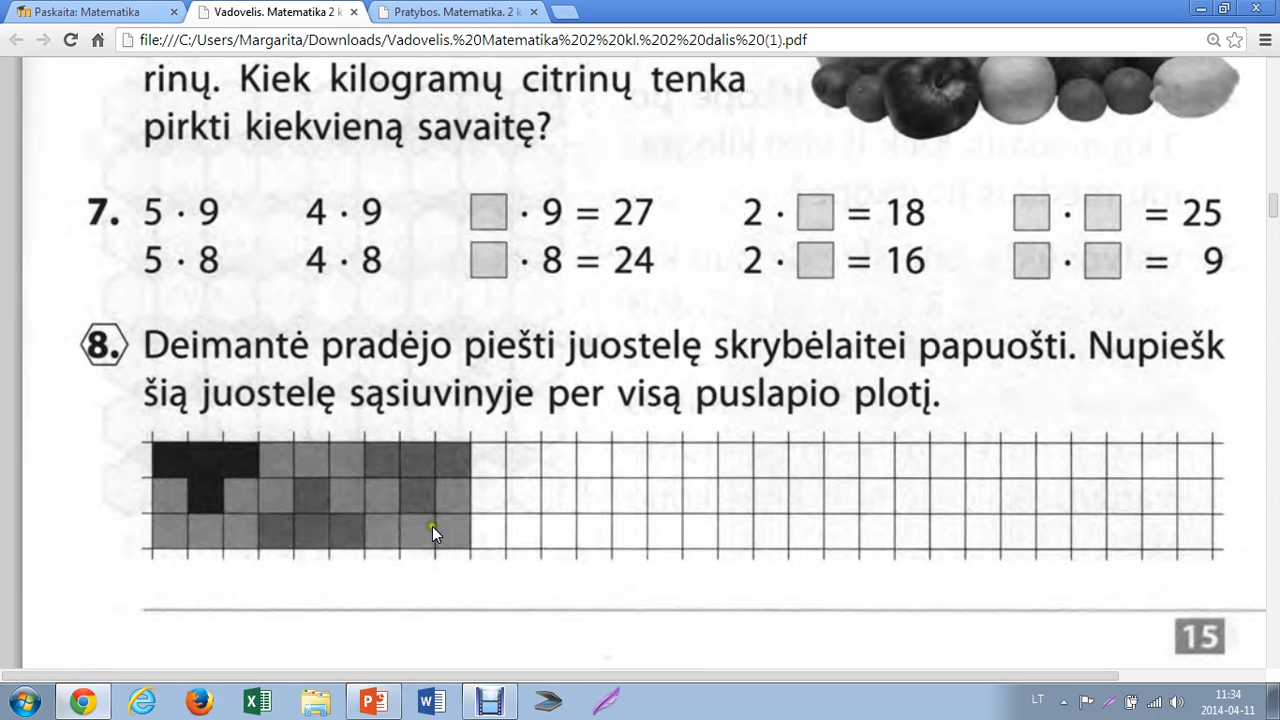 Paskaita: Matematika
Vadovelis. Matematika 2 k
Pratybos. Matematika. 2 k
file:///C:/Users/Margarita/Downloads/Vadovelis.%20Matematika%202%20kl.%202%20dalis%20(1).pdf
rinų. Kiek kilogramų citrinų tenka
pirkti kiekvieną savaitę?
7. 5 · 9 4 · 9 · 9 = 27 2 · = 18 · = 25
5 · 8 4 · 8 · 8 = 24 2 · = 16 · = 9
8. Deimantė pradėjo piešti juostelę skrybėlaitei papuošti. Nupiešk
šią juostelę sąsiuvinyje per visą puslapio plotį.
15
LT
11:34
2014-04-11